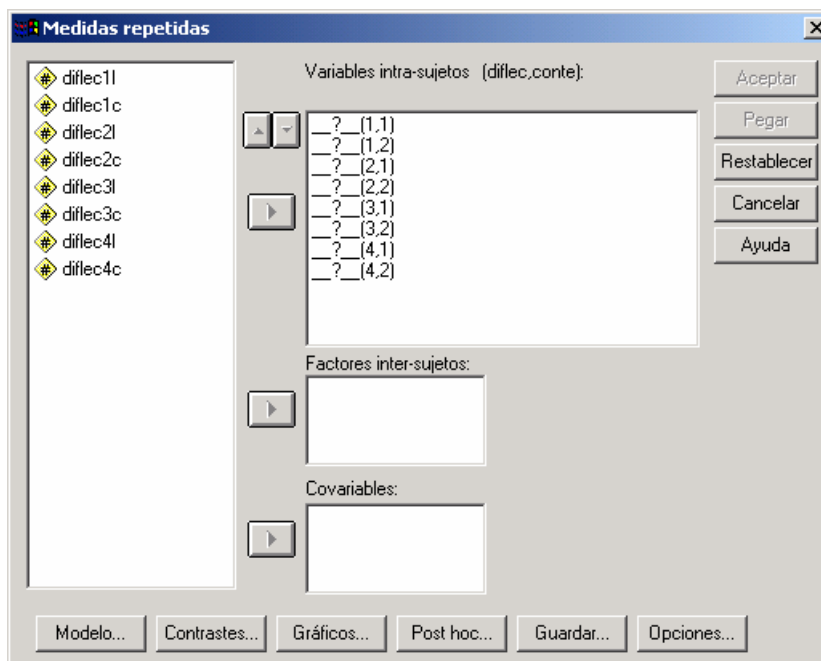 Medidas repetidas
diflec1l
diflec1c
diflec2l
diflec2c
diflec3l
diflec3c
diflec4l
diflec4c
Variables intra-sujetos (diflec,conte):
__?__(1,1)
__?__(1,2)
__?__(2,1)
__?__(2,2)
__?__(3,1)
__?__(3,2)
__?__(4,1)
__?__(4,2)
Factores inter-sujetos:
Covariables:
Aceptar
Pegar
Restablecer
Cancelar
Ayuda
Modelo...
Contrastes...
Gráficos...
Post hoc...
Guardar...
Opciones...